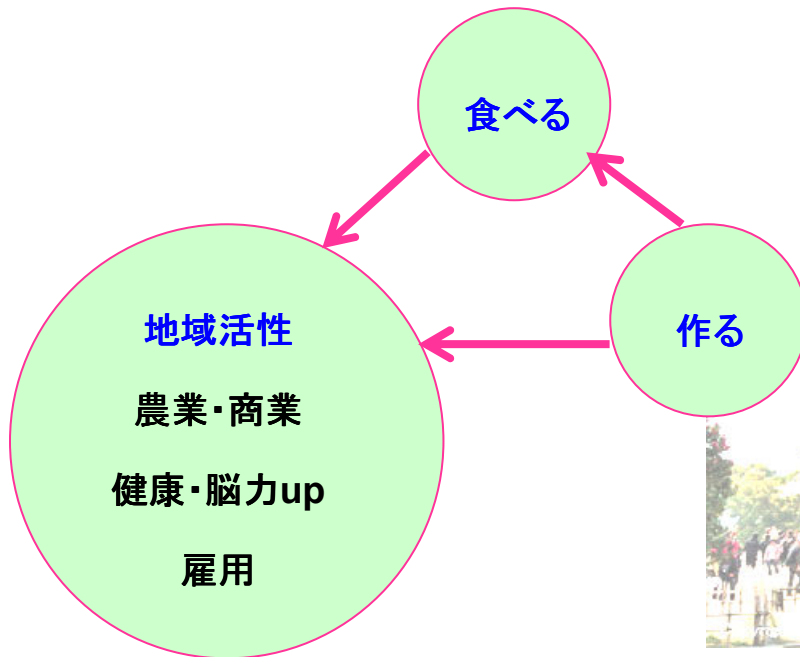 食べる
作る
地域活性
農業・商業
健康・脳力up
雇用